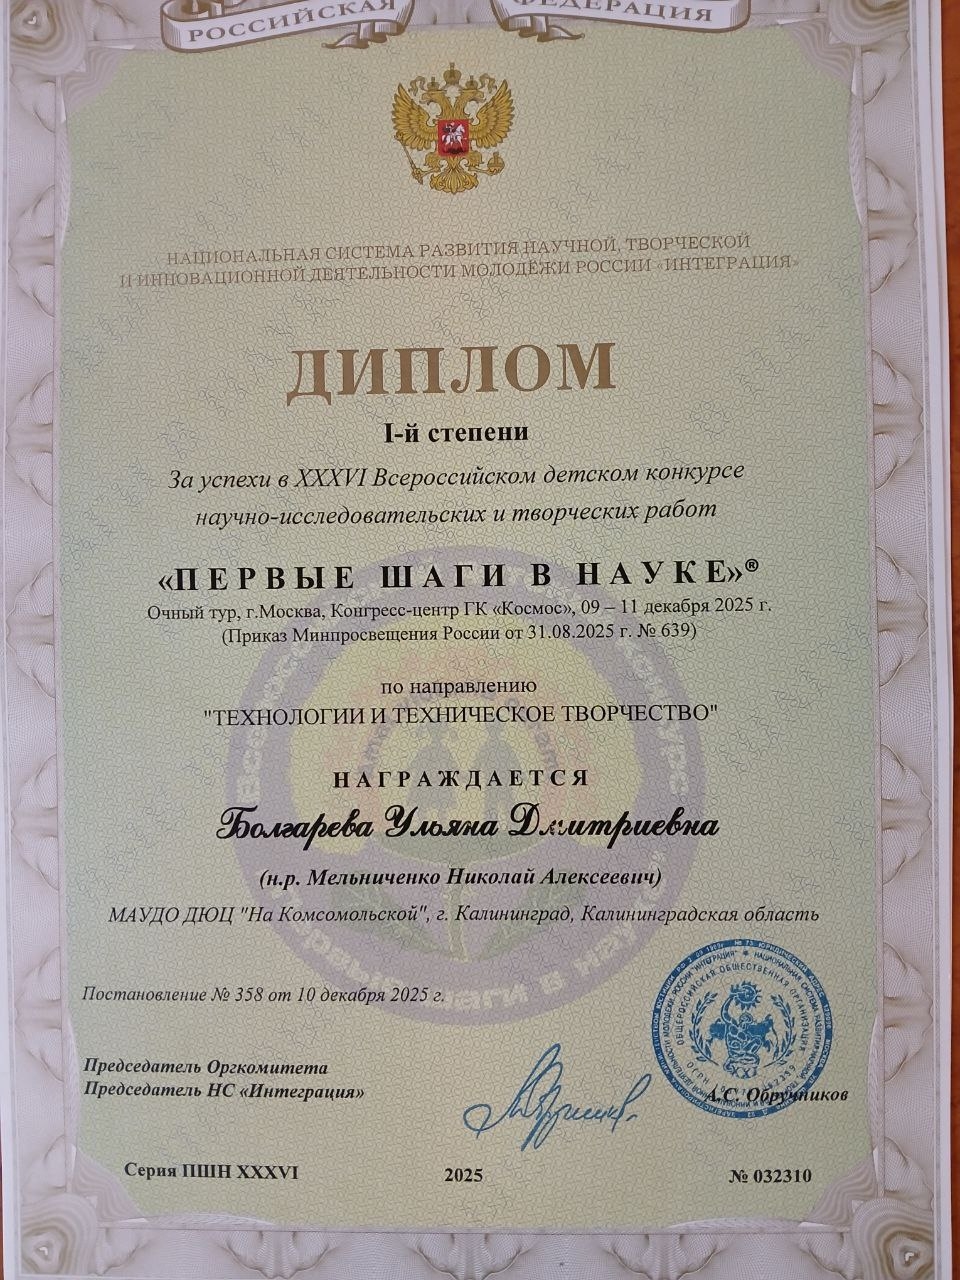 РОССИЙСКАЯ ФЕДЕРАЦИЯ
НАЦИОНАЛЬНАЯ СИСТЕМА РАЗВИТИЯ НАУЧНОЙ, ТВОРЧЕСКОЙ
И ИННОВАЦИОННОЙ ДЕЯТЕЛЬНОСТИ МОЛОДЁЖИ РОССИИ «ИНТЕГРАЦИЯ»
ДИПЛОМ
I-й степени
За успехи в XXXVI Всероссийском детском конкурсе
научно-исследовательских и творческих работ
«ПЕРВЫЕ ШАГИ В НАУКЕ»®
Очный тур, г.Москва, Конгресс-центр ГК «Космос», 09 – 11 декабря 2025 г.
(Приказ Минпросвещения России от 31.08.2025 г. № 639)
по направлению
"ТЕХНОЛОГИИ И ТЕХНИЧЕСКОЕ ТВОРЧЕСТВО"
НАГРАЖДАЕТСЯ
Болгарева Ульяна Дмитриевна
(н.р. Мельниченко Николай Алексеевич)
МАУДО ДЮЦ "На Комсомольской", г. Калининград, Калининградская область
Постановление № 358 от 10 декабря 2025 г.
ОБЩЕРОССИЙСКАЯ ОБЩЕСТВЕННАЯ ОРГАНИЗАЦИЯ
Председатель Оргкомитета
Председатель НС «Интеграция»
А.С. Обручников
Серия ПШН XXXVI
2025
№ 032310